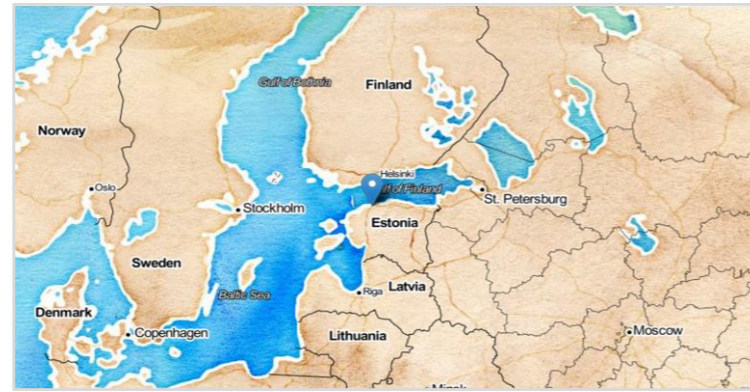 Gulf of Bothnia
Finland
Norway
Helsinki
Oslo
Gulf of Finland
St. Petersburg
Stockholm
Estonia
Sweden
Baltic Sea
Riga
Latvia
Denmark
Copenhagen
Lithuania
Moscow
Minsk